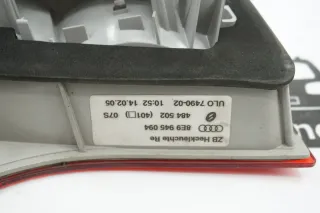 ZB Heckleuchte Re
8E9 945 094
484 502 (401) 07S
ULO 7490-02 10:52 14.02.05